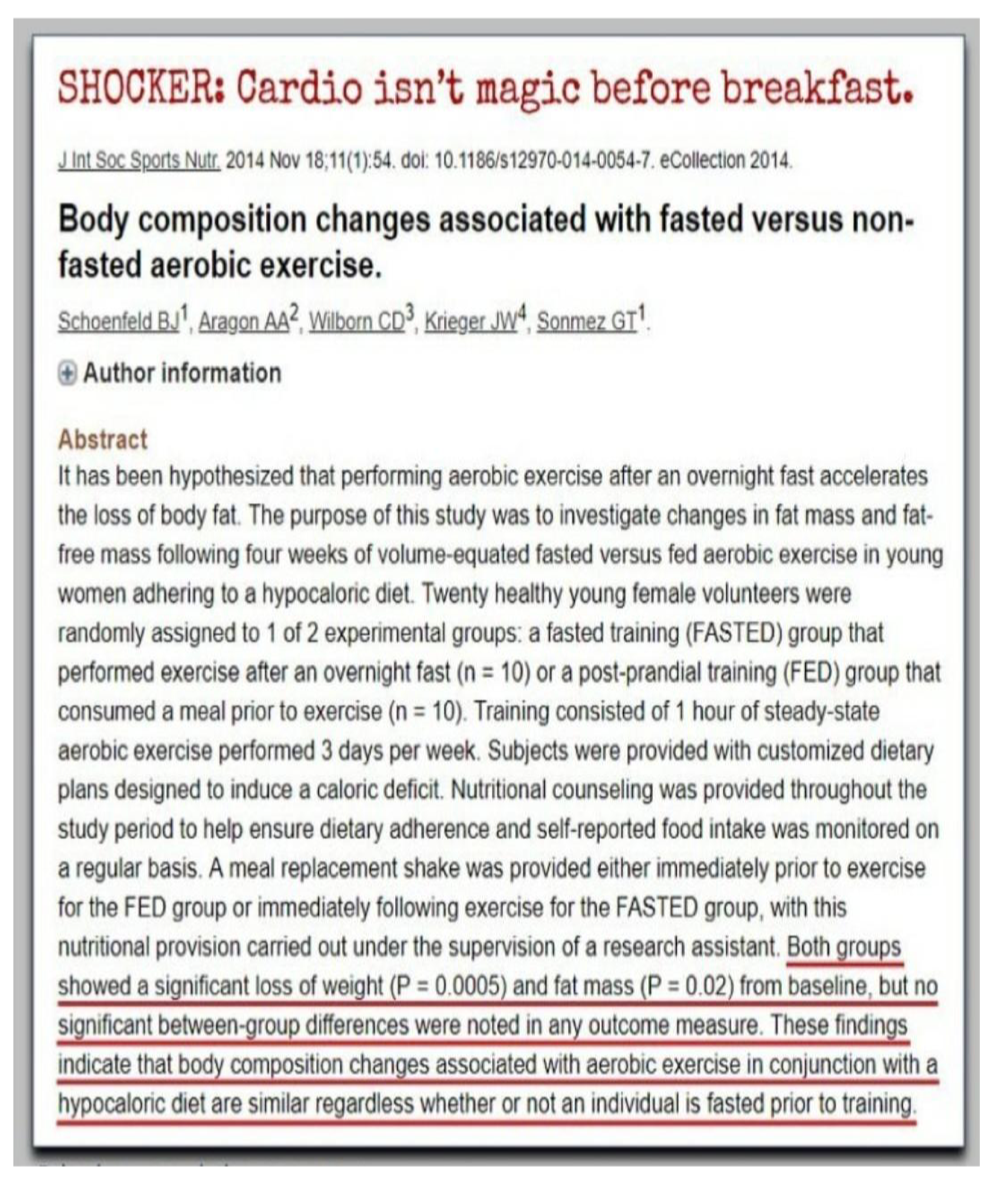 SHOCKER: Cardio isn't magic before breakfast.
J Int Soc Sports Nutr. 2014 Nov 18;11(1):54. doi: 10.1186/s12970-014-0054-7. eCollection 2014.
Body composition changes associated with fasted versus non-
fasted aerobic exercise.
Schoenfeld BJ1, Aragon AA2, Wilborn CD3, Krieger JW4, Sonmez GT1.
Author information
Abstract
It has been hypothesized that performing aerobic exercise after an overnight fast accelerates
the loss of body fat. The purpose of this study was to investigate changes in fat mass and fat-
free mass following four weeks of volume-equated fasted versus fed aerobic exercise in young
women adhering to a hypocaloric diet. Twenty healthy young female volunteers were
randomly assigned to 1 of 2 experimental groups: a fasted training (FASTED) group that
performed exercise after an overnight fast (n = 10) or a post-prandial training (FED) group that
consumed a meal prior to exercise (n = 10). Training consisted of 1 hour of steady-state
aerobic exercise performed 3 days per week. Subjects were provided with customized dietary
plans designed to induce a caloric deficit. Nutritional counseling was provided throughout the
study period to help ensure dietary adherence and self-reported food intake was monitored on
a regular basis. A meal replacement shake was provided either immediately prior to exercise
for the FED group or immediately following exercise for the FASTED group, with this
nutritional provision carried out under the supervision of a research assistant. Both groups
showed a significant loss of weight (P = 0.0005) and fat mass (P = 0.02) from baseline, but no
significant between-group differences were noted in any outcome measure. These findings
indicate that body composition changes associated with aerobic exercise in conjunction with a
hypocaloric diet are similar regardless whether or not an individual is fasted prior to training.